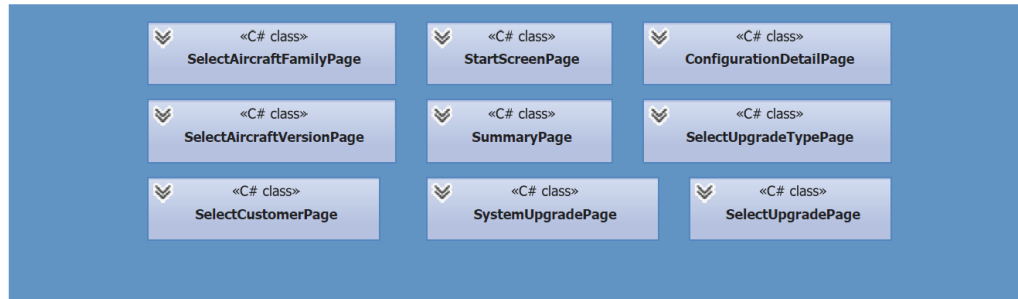 «C# class»
SelectAircraftFamilyPage
«C# class»
StartScreenPage
«C# class»
ConfigurationDetailPage
«C# class»
SelectAircraftVersionPage
«C# class»
SummaryPage
«C# class»
SelectUpgradeTypePage
«C# class»
SelectCustomerPage
«C# class»
SystemUpgradePage
«C# class»
SelectUpgradePage